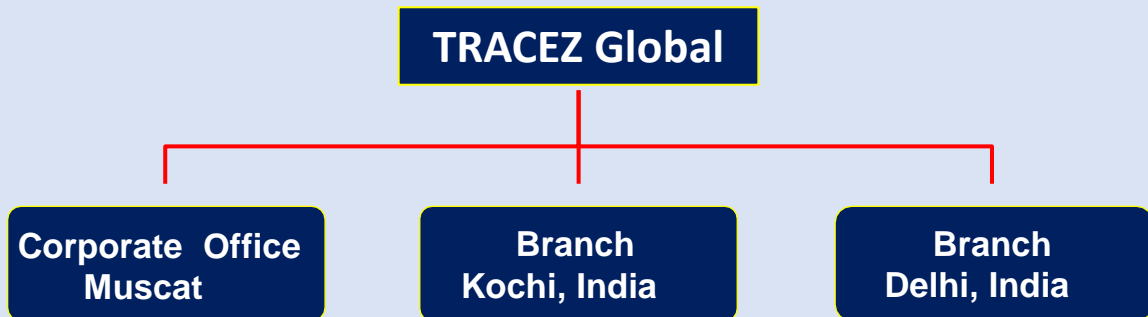 TRACEZ Global
Corporate Office
Muscat
Branch
Kochi, India
Branch
Delhi, India